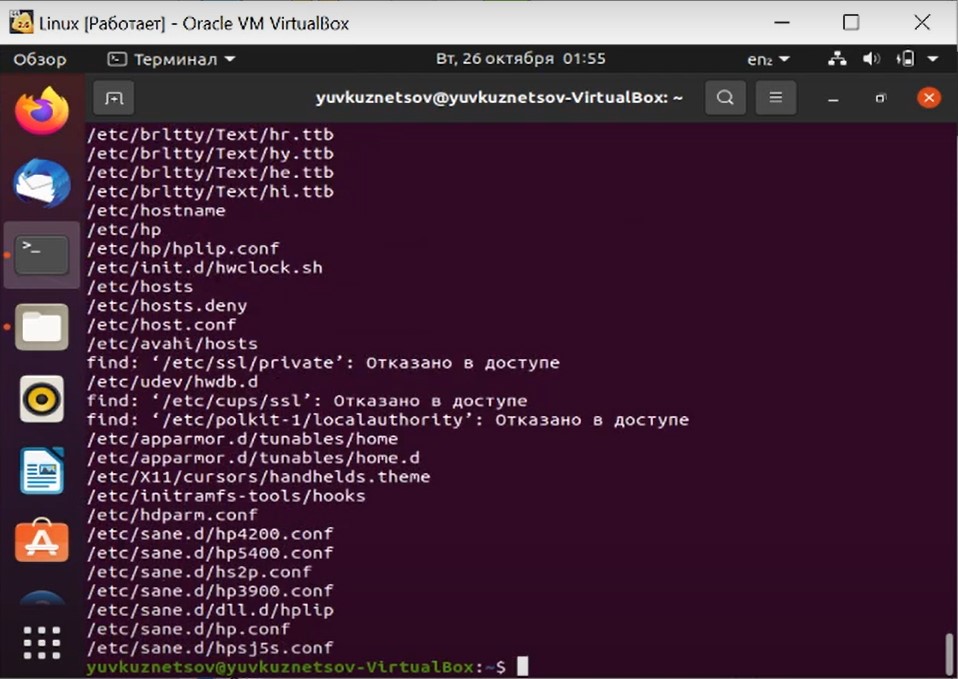 Linux [Работает] - Oracle VM VirtualBox
Обзор Терминал Вт, 26 октября 01:55 en₂
yuvkuznetsov@yuvkuznetsov-VirtualBox: ~
/etc/brltty/Text/hr.ttb
/etc/brltty/Text/hy.ttb
/etc/brltty/Text/he.ttb
/etc/brltty/Text/hi.ttb
/etc/hostname
/etc/hp
/etc/hp/hplip.conf
/etc/init.d/hwclock.sh
/etc/hosts
/etc/hosts.deny
/etc/host.conf
/etc/avahi/hosts
find: ‘/etc/ssl/private’: Отказано в доступе
/etc/udev/hwdb.d
find: ‘/etc/cups/ssl’: Отказано в доступе
find: ‘/etc/polkit-1/localauthority’: Отказано в доступе
/etc/apparmor.d/tunables/home
/etc/apparmor.d/tunables/home.d
/etc/X11/cursors/handhelds.theme
/etc/initramfs-tools/hooks
/etc/hdparm.conf
/etc/sane.d/hp4200.conf
/etc/sane.d/hp5400.conf
/etc/sane.d/hs2p.conf
/etc/sane.d/hp3900.conf
/etc/sane.d/dll.d/hplip
/etc/sane.d/hp.conf
/etc/sane.d/hpsj5s.conf
yuvkuznetsov@yuvkuznetsov-VirtualBox:~$